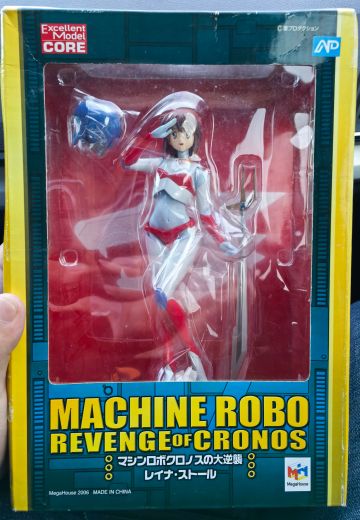 Excellent
Model
CORE
©葦プロダクション
AP
MACHINE ROBO
REVENGE OF CRONOS
マシンロボクロノスの大逆襲
レイナ・ストール
MegaHouse 2006 MADE IN CHINA
MegaHouse